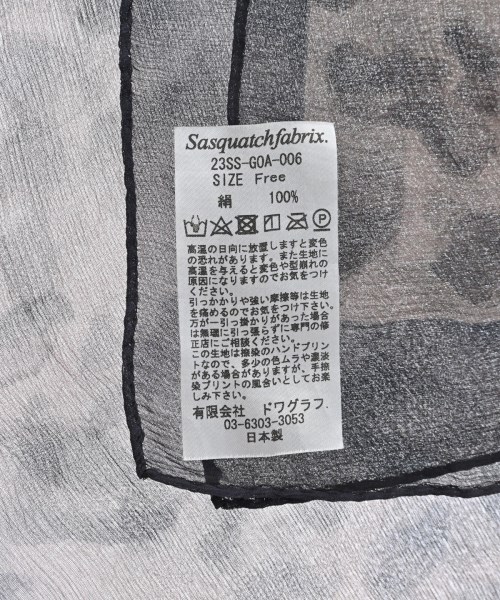 Sasquatchfabrix.
23SS-GOA-006
SIZE Free
絹 100%
高温の日向に放置しますと変色
の恐れがあります。また生地に
高温を与えると変色や型崩れの
原因になりますのでお気をつけ
ください。
引っかかりや強い摩擦等は生地
を痛めるのでお気をつけ下さい。
万が一引っ掛かりがあった場合
は無理に引っ張らずに専門の修
正店にご相談ください。
この生地は捺染のハンドプリン
トなので、多少の色ムラや濃淡
がある場合がありますが、手捺
染プリントの風合いとしてお楽
しみ下さい。
有限会社 ドワグラフ.
03-6303-3053
日本製